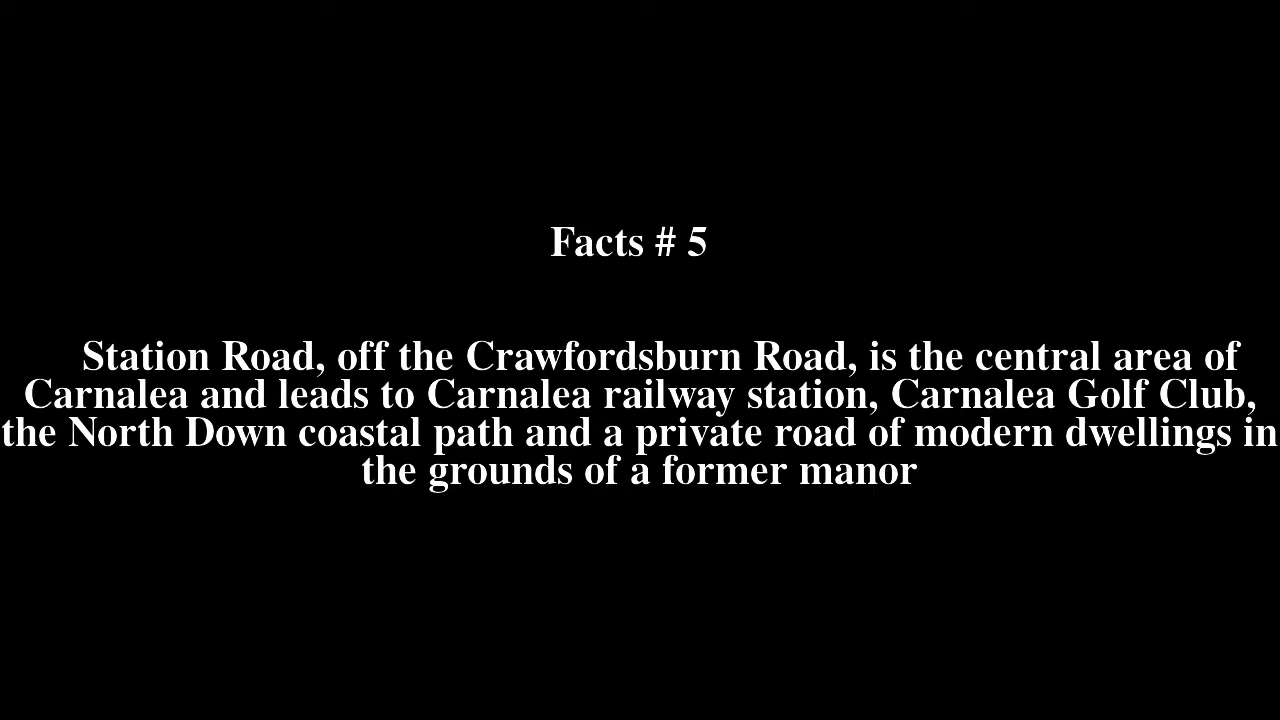 Facts # 5
Station Road, off the Crawfordsburn Road, is the central area of
Carnalea and leads to Carnalea railway station, Carnalea Golf Club,
the North Down coastal path and a private road of modern dwellings in
the grounds of a former manor